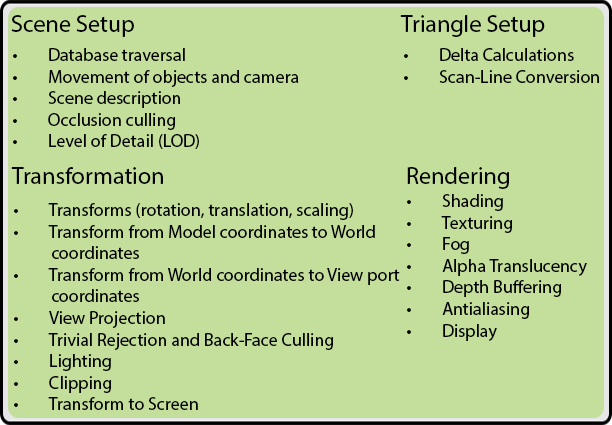 Scene Setup
• Database traversal
• Movement of objects and camera
• Scene description
• Occlusion culling
• Level of Detail (LOD)
Triangle Setup
• Delta Calculations
• Scan-Line Conversion
Transformation
• Transforms (rotation, translation, scaling)
• Transform from Model coordinates to World
coordinates
• Transform from World coordinates to View port
coordinates
• View Projection
• Trivial Rejection and Back-Face Culling
• Lighting
• Clipping
• Transform to Screen
Rendering
• Shading
• Texturing
• Fog
• Alpha Translucency
• Depth Buffering
• Antialiasing
• Display